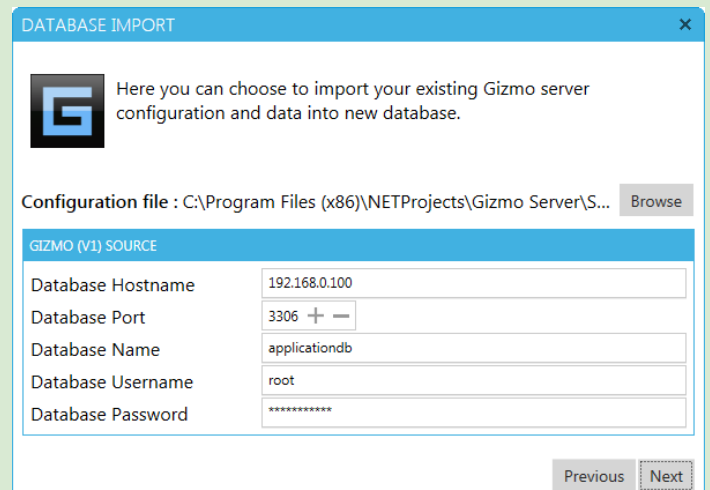 DATABASE IMPORT
Here you can choose to import your existing Gizmo server
configuration and data into new database.
Configuration file : C:\Program Files (x86)\NETProjects\Gizmo Server\S... Browse
GIZMO (V1) SOURCE
Database Hostname 192.168.0.100
Database Port 3306
Database Name applicationdb
Database Username root
Database Password ***********
Previous Next